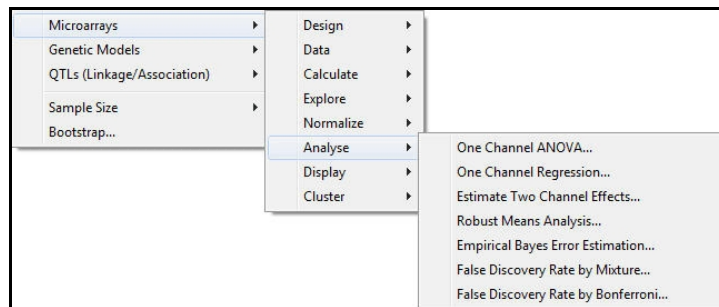 Microarrays
Genetic Models
QTLs (Linkage/Association)
Sample Size
Bootstrap...
Design
Data
Calculate
Explore
Normalize
Analyse
Display
Cluster
One Channel ANOVA...
One Channel Regression...
Estimate Two Channel Effects...
Robust Means Analysis...
Empirical Bayes Error Estimation...
False Discovery Rate by Mixture...
False Discovery Rate by Bonferroni...